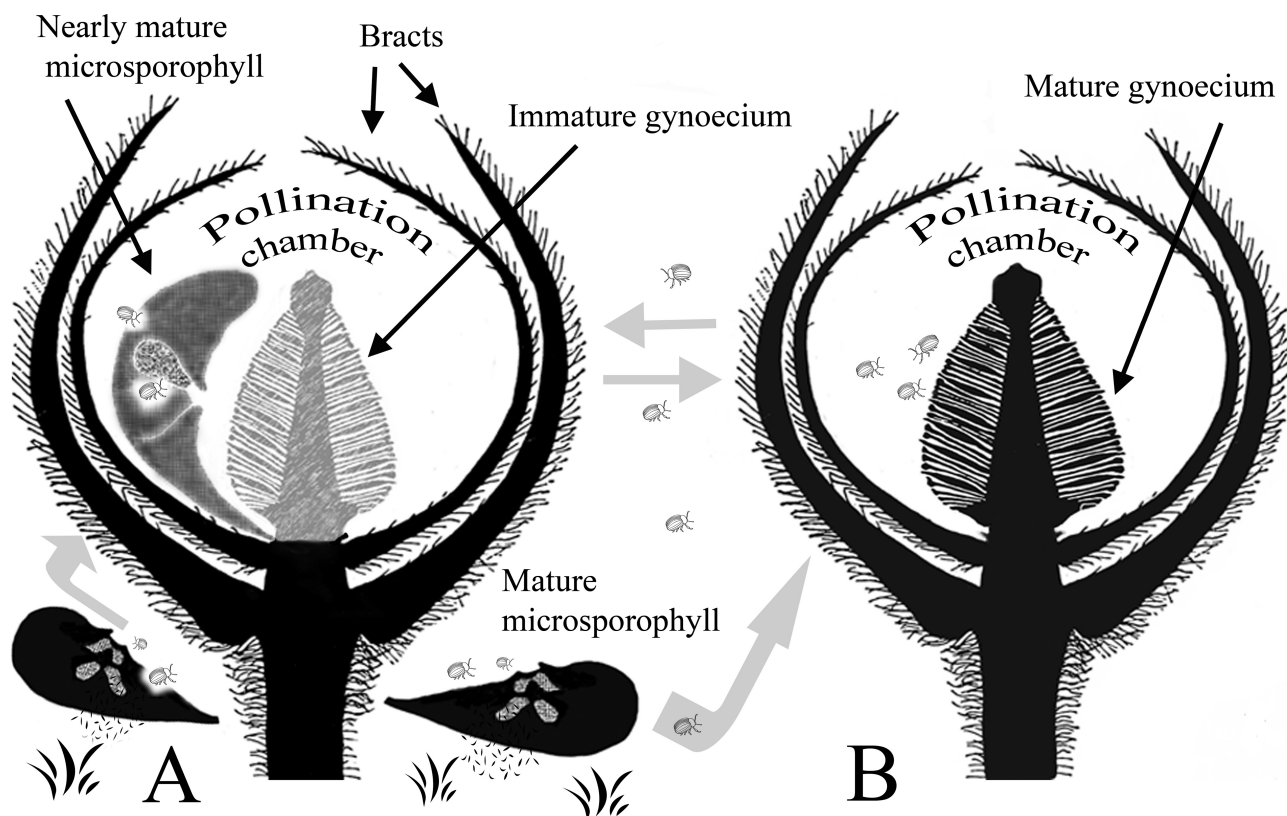 Nearly mature
microsporophyll
Bracts
Immature gynoecium
Pollination
chamber
Mature gynoecium
Pollination
chamber
Mature
microsporophyll
A
B